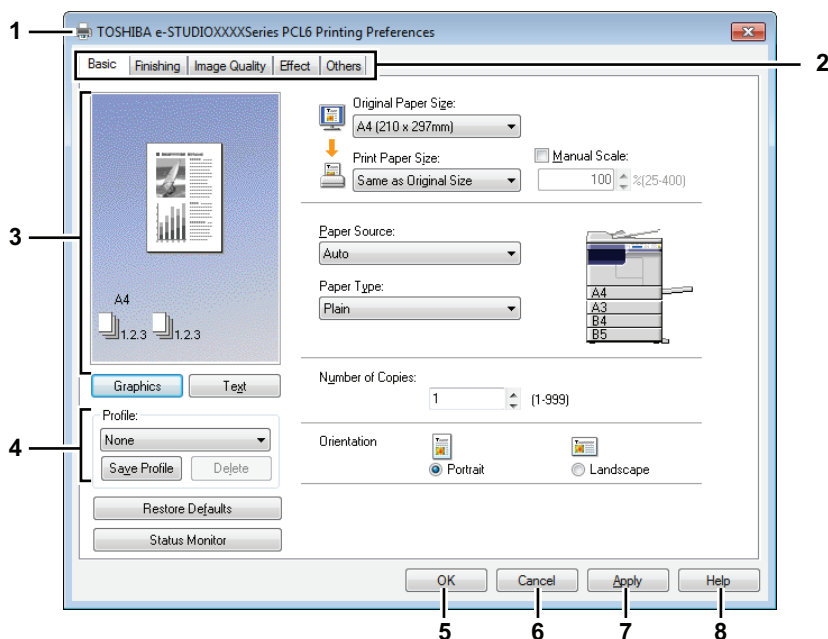 1
TOSHIBA e-STUDIOXXXXSeries PCL6 Printing Preferences
2
Basic Finishing Image Quality Effect Others
3
A4
1.2.3 1.2.3
Graphics Text
4
Profile:
None
Save Profile Delete
Restore Defaults
Status Monitor
Original Paper Size:
A4 (210 x 297mm)
Print Paper Size:
Same as Original Size
Manual Scale:
100 %(25-400)
Paper Source:
Auto
Paper Type:
Plain
A4
A3
B4
B5
Number of Copies:
1 (1-999)
Orientation
Portrait Landscape
OK Cancel Apply Help
5 6 7 8